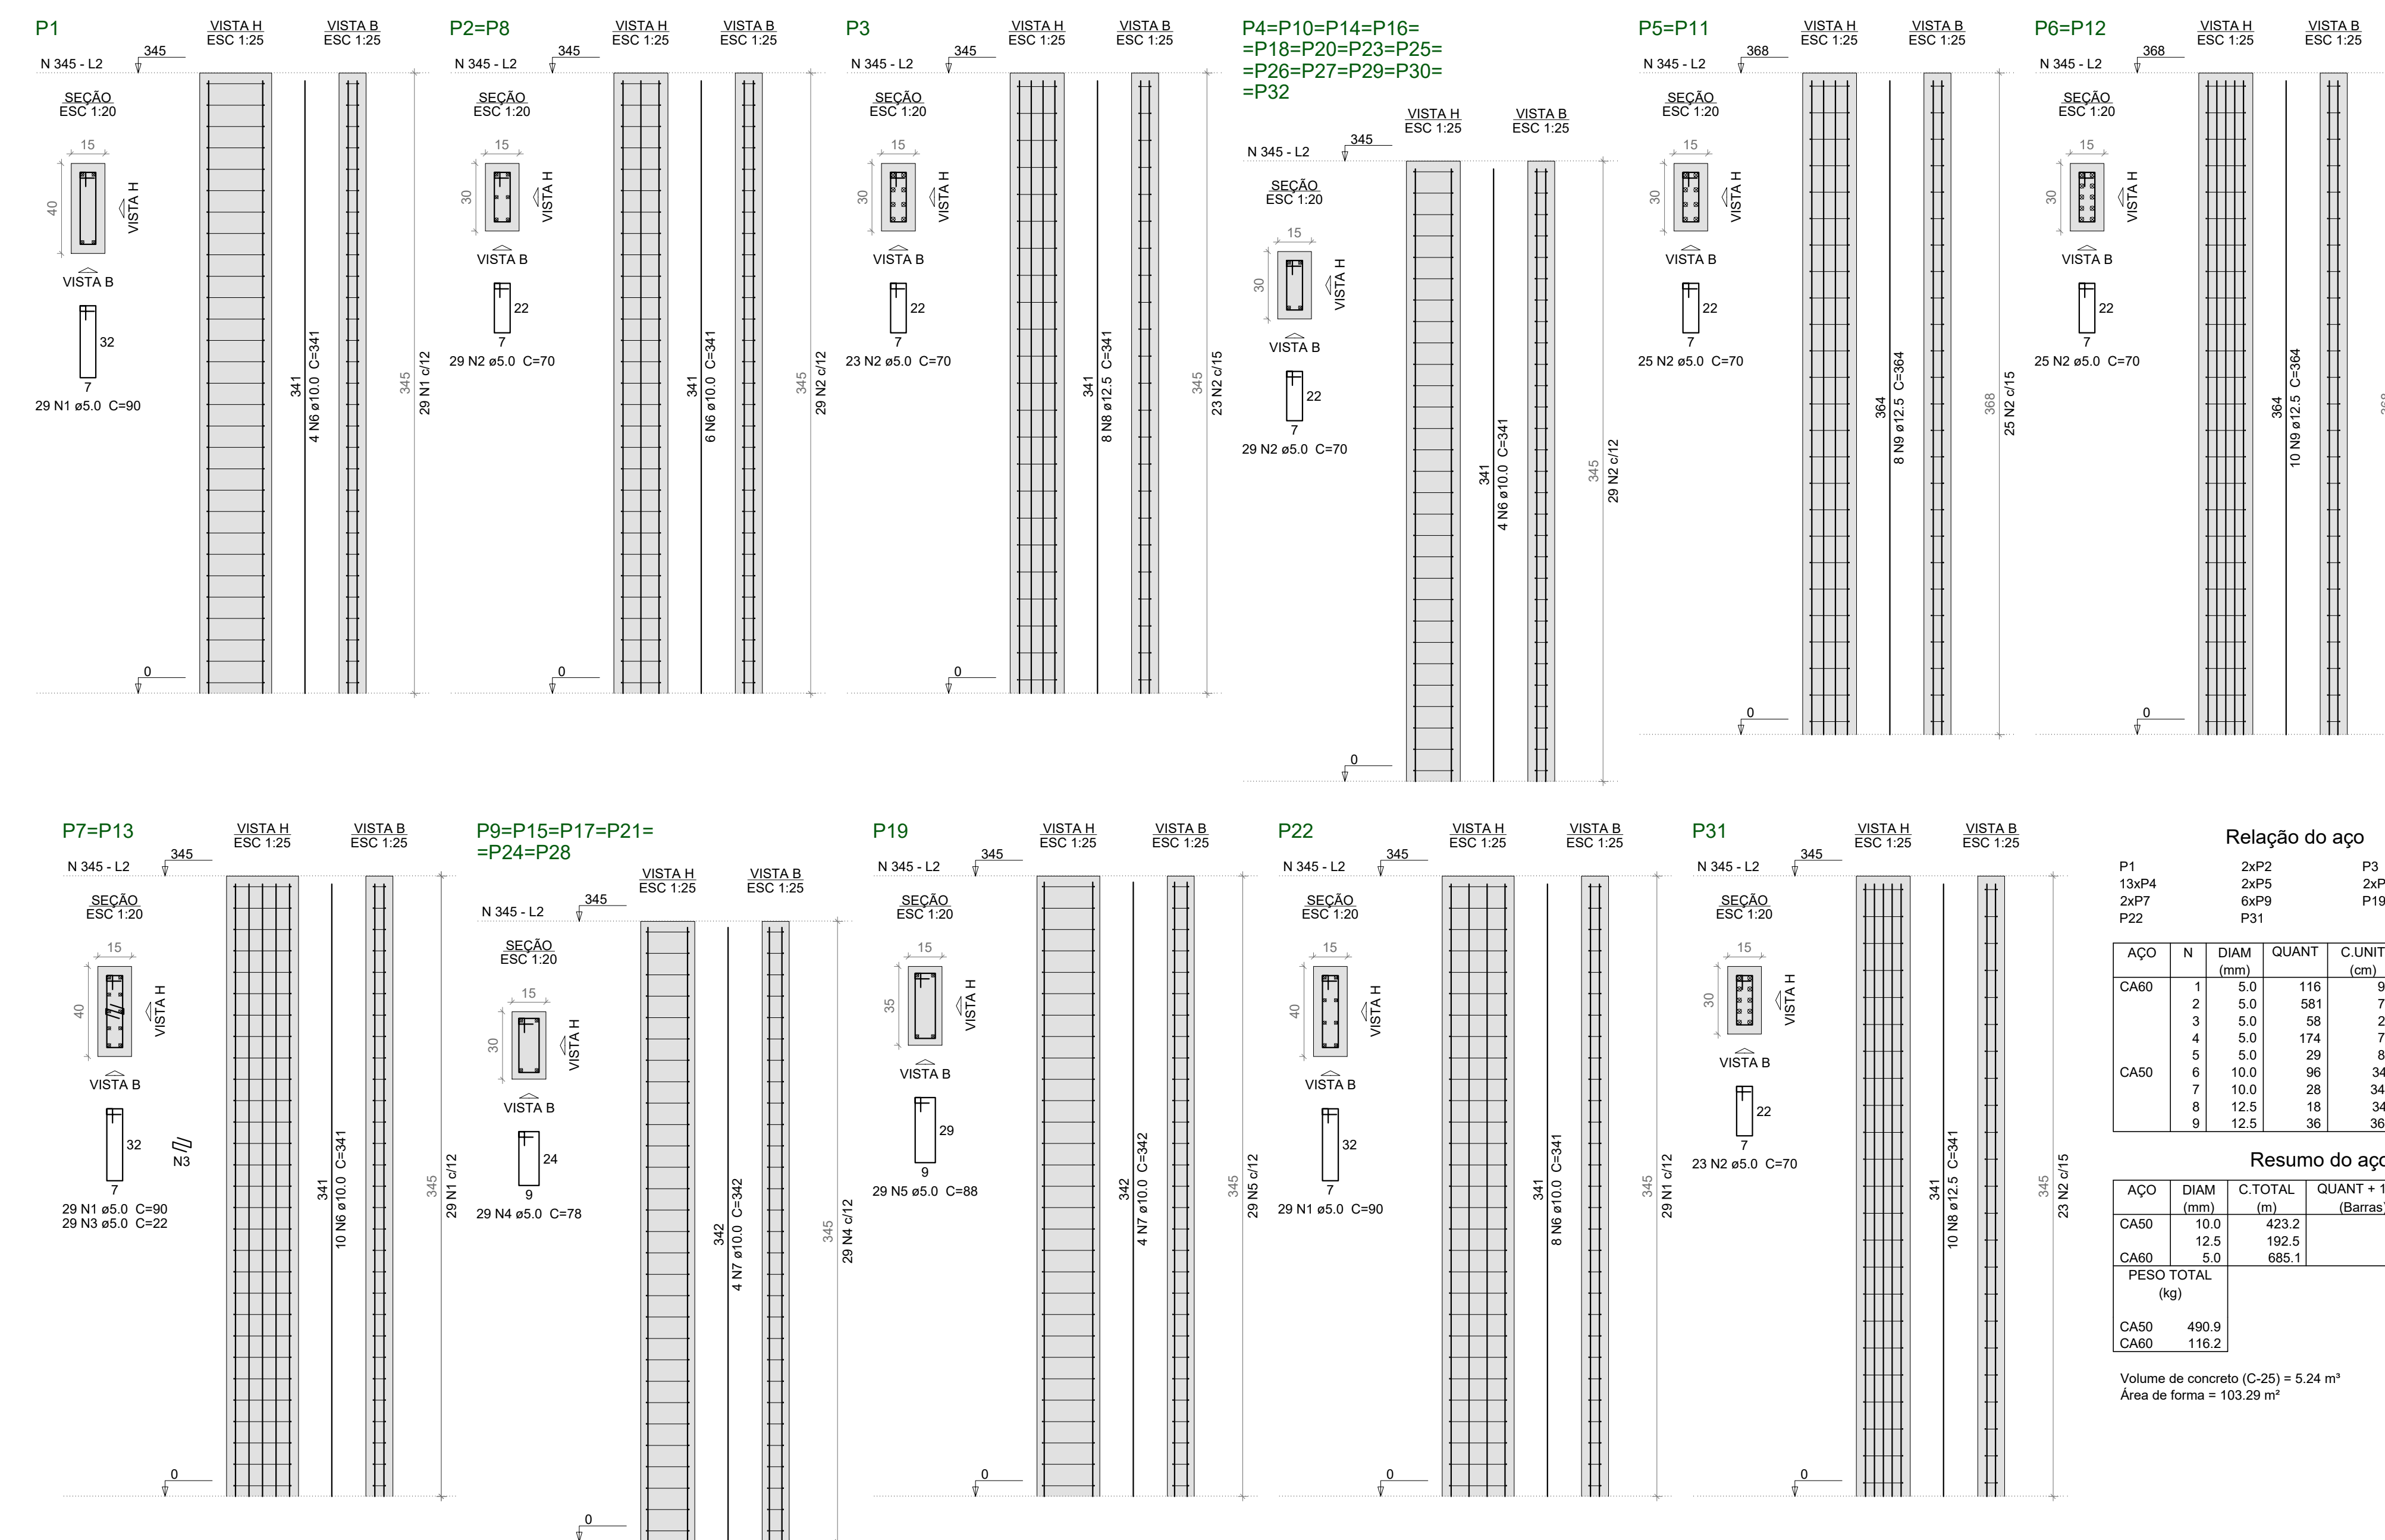 P1
VISTA H
ESC 1:25
VISTA B
ESC 1:25
345
N 345 - L2
SEÇÃO
ESC 1:20
15
40
VISTA H
VISTA B
32
7
29 N1 ø5.0 C=90
341
4 N6 ø10.0 C=341
345
29 N1 c/12
0
P2=P8
VISTA H
ESC 1:25
VISTA B
ESC 1:25
345
N 345 - L2
SEÇÃO
ESC 1:20
15
30
VISTA H
VISTA B
22
7
29 N2 ø5.0 C=70
341
6 N6 ø10.0 C=341
345
29 N2 c/12
0
P3
VISTA H
ESC 1:25
VISTA B
ESC 1:25
345
N 345 - L2
SEÇÃO
ESC 1:20
15
30
VISTA H
VISTA B
22
7
23 N2 ø5.0 C=70
341
8 N8 ø12.5 C=341
345
23 N2 c/15
0
P4=P10=P14=P16=
=P18=P20=P23=P25=
=P26=P27=P29=P30=
=P32
VISTA H
ESC 1:25
VISTA B
ESC 1:25
345
N 345 - L2
SEÇÃO
ESC 1:20
15
30
VISTA H
VISTA B
22
7
29 N2 ø5.0 C=70
341
4 N6 ø10.0 C=341
345
29 N2 c/12
0
P5=P11
VISTA H
ESC 1:25
VISTA B
ESC 1:25
368
N 345 - L2
SEÇÃO
ESC 1:20
15
30
VISTA H
VISTA B
22
7
25 N2 ø5.0 C=70
364
8 N9 ø12.5 C=364
368
25 N2 c/15
0
P6=P12
VISTA H
ESC 1:25
VISTA B
ESC 1:25
368
N 345 - L2
SEÇÃO
ESC 1:20
15
30
VISTA H
VISTA B
22
7
25 N2 ø5.0 C=70
364
10 N9 ø12.5 C=364
0
P7=P13
VISTA H
ESC 1:25
VISTA B
ESC 1:25
345
N 345 - L2
SEÇÃO
ESC 1:20
15
40
VISTA H
VISTA B
32
7
N3
29 N1 ø5.0 C=90
29 N3 ø5.0 C=22
341
10 N6 ø10.0 C=341
345
29 N1 c/12
0
P9=P15=P17=P21=
=P24=P28
VISTA H
ESC 1:25
VISTA B
ESC 1:25
345
N 345 - L2
SEÇÃO
ESC 1:20
15
30
VISTA H
VISTA B
24
9
29 N4 ø5.0 C=78
342
4 N7 ø10.0 C=342
345
29 N4 c/12
0
P19
VISTA H
ESC 1:25
VISTA B
ESC 1:25
345
N 345 - L2
SEÇÃO
ESC 1:20
15
35
VISTA H
VISTA B
29
9
29 N5 ø5.0 C=88
342
4 N7 ø10.0 C=342
345
29 N5 c/12
0
P22
VISTA H
ESC 1:25
VISTA B
ESC 1:25
345
N 345 - L2
SEÇÃO
ESC 1:20
15
40
VISTA H
VISTA B
32
7
29 N1 ø5.0 C=90
341
8 N6 ø10.0 C=341
345
29 N1 c/12
0
P31
VISTA H
ESC 1:25
VISTA B
ESC 1:25
345
N 345 - L2
SEÇÃO
ESC 1:20
15
30
VISTA H
VISTA B
22
7
23 N2 ø5.0 C=70
341
10 N8 ø12.5 C=341
345
23 N2 c/15
0
Relação do aço
P1 2xP2 P3
13xP4 2xP5 2xP
2xP7 6xP9 P19
P22 P31
AÇO N DIAM QUANT C.UNIT
(mm) (cm)
CA60 1 5.0 116 9
2 5.0 581 7
3 5.0 58 2
4 5.0 174 7
5 5.0 29 8
CA50 6 10.0 96 34
7 10.0 28 34
8 12.5 18 34
9 12.5 36 36
Resumo do aço
AÇO DIAM C.TOTAL QUANT + 1
(mm) (m) (Barras)
CA50 10.0 423.2
12.5 192.5
CA60 5.0 685.1
PESO TOTAL
(kg)
CA50 490.9
CA60 116.2
Volume de concreto (C-25) = 5.24 m³
Área de forma = 103.29 m²